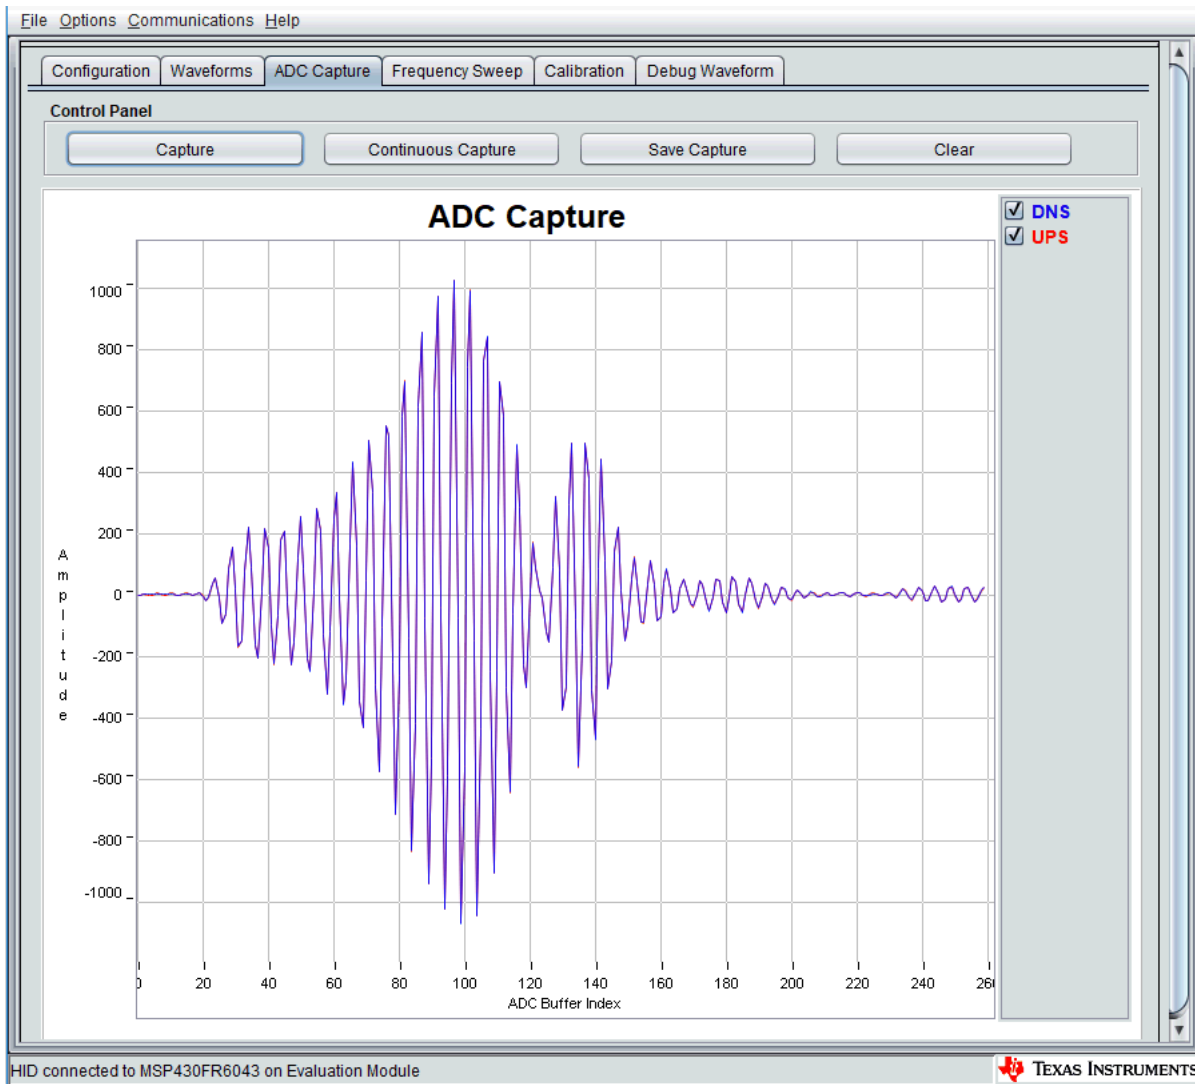 File Options Communications Help
Configuration Waveforms ADC Capture Frequency Sweep Calibration Debug Waveform
Control Panel
Capture Continuous Capture Save Capture Clear
ADC Capture
DNS
UPS
1000
800
600
400
200
0
-200
-400
-600
-800
-1000
Amplitude
0 20 40 60 80 100 120 140 160 180 200 220 240 260
ADC Buffer Index
HID connected to MSP430FR6043 on Evaluation Module
TEXAS INSTRUMENTS